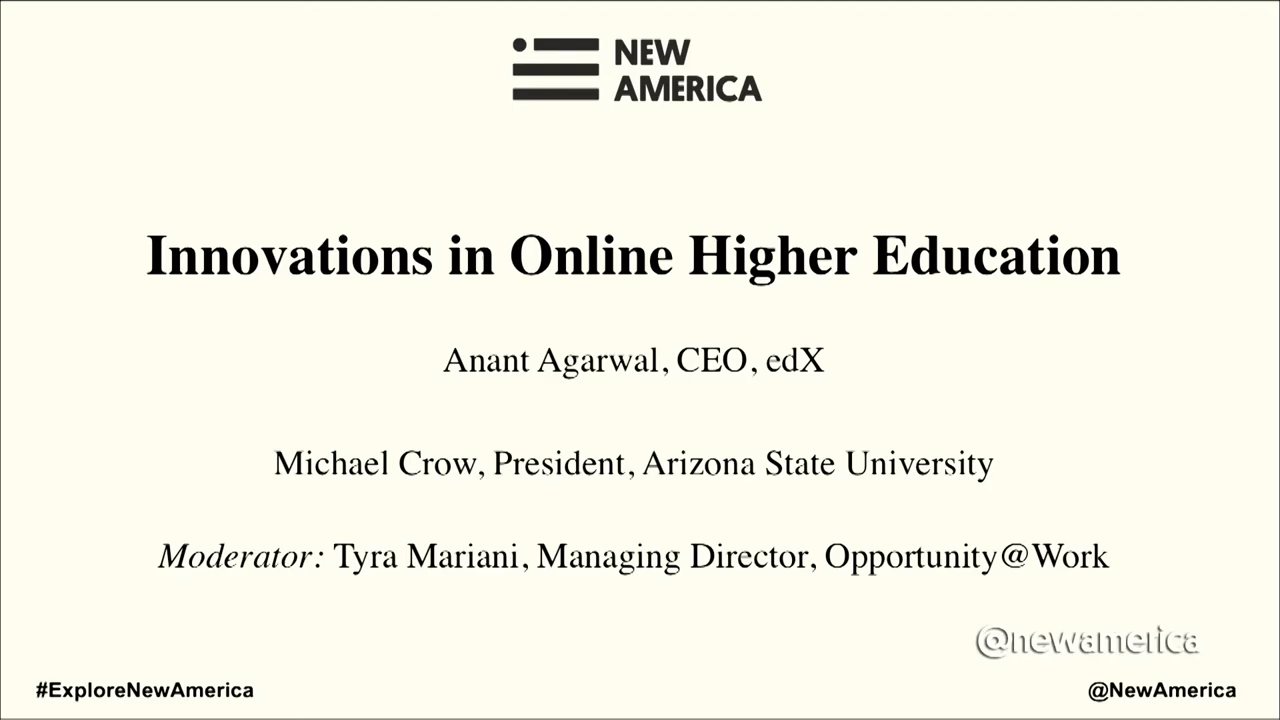 NEW
AMERICA
Innovations in Online Higher Education
Anant Agarwal, CEO, edX
Michael Crow, President, Arizona State University
Moderator: Tyra Mariani, Managing Director, Opportunity@Work
@newamerica
#ExploreNewAmerica
@NewAmerica